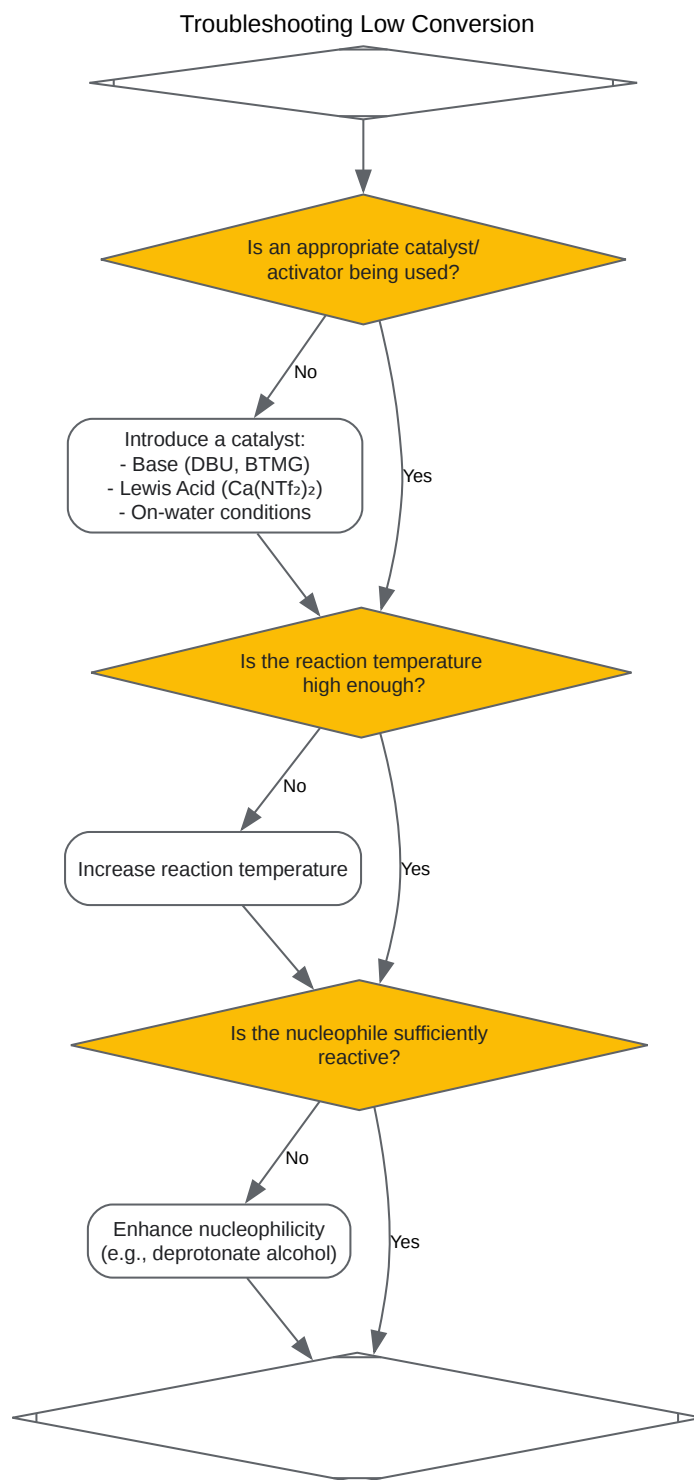 Troubleshooting Low Conversion
Is an appropriate catalyst/
activator being used?
No
Introduce a catalyst:
- Base (DBU, BTMG)
- Lewis Acid (Ca(NTf₂)₂)
- On-water conditions
Yes
Is the reaction temperature
high enough?
No
Increase reaction temperature
Yes
Is the nucleophile sufficiently
reactive?
No
Enhance nucleophilicity
(e.g., deprotonate alcohol)
Yes